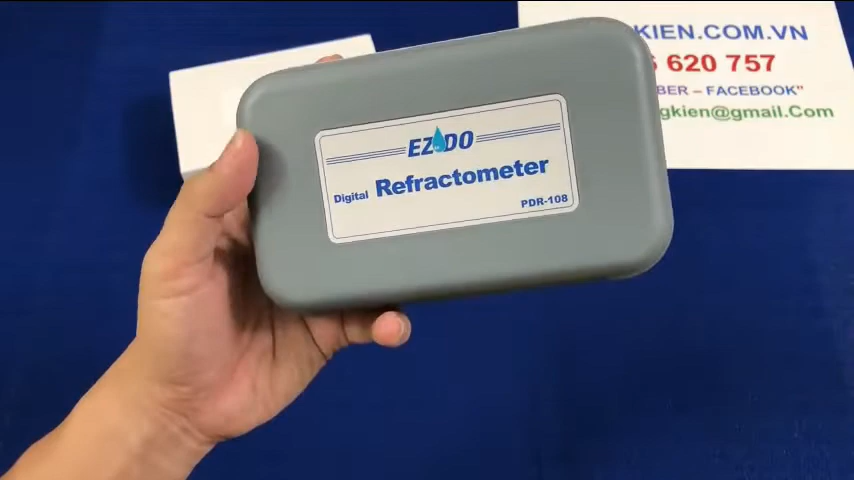 KIEN.COM.VN
620 757
BER – FACEBOOK"
gkien@gmail.Com
EZDO
Digital Refractometer
PDR-108